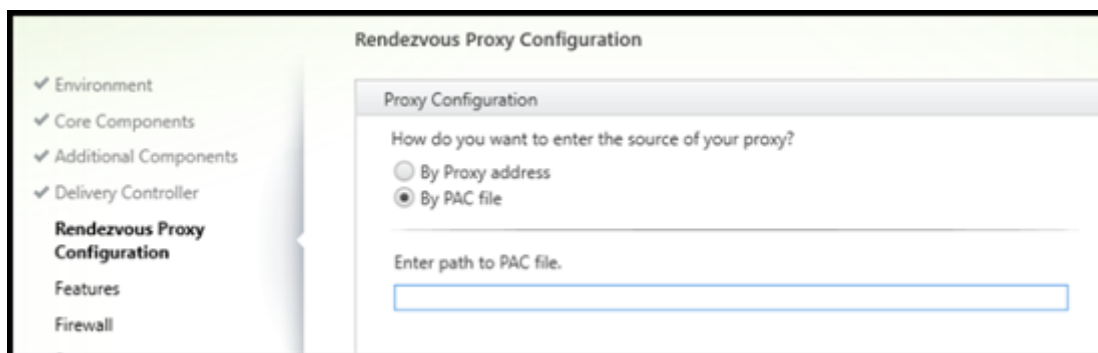 Rendezvous Proxy Configuration
Environment
Core Components
Additional Components
Delivery Controller
Rendezvous Proxy
Configuration
Features
Firewall
Proxy Configuration
How do you want to enter the source of your proxy?
By Proxy address
By PAC file
Enter path to PAC file.